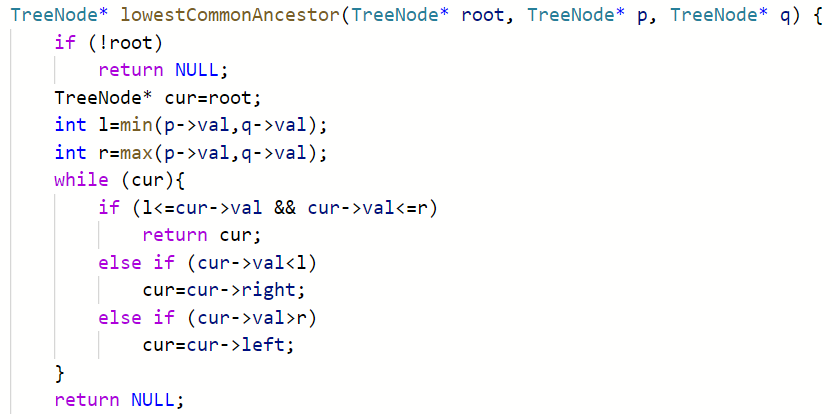 TreeNode* lowestCommonAncestor(TreeNode* root, TreeNode* p, TreeNode* q) {
    if (!root)
        return NULL;
    TreeNode* cur=root;
    int l=min(p->val,q->val);
    int r=max(p->val,q->val);
    while (cur){
        if (l<=cur->val && cur->val<=r)
            return cur;
        else if (cur->val<l)
            cur=cur->right;
        else if (cur->val>r)
            cur=cur->left;
    }
    return NULL;